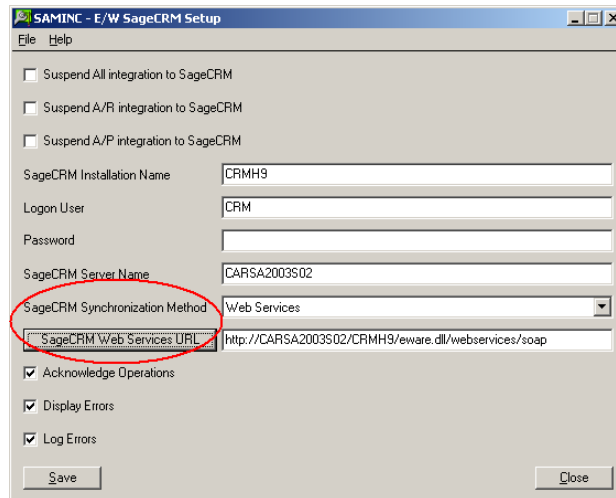 SAMINC - E/W SageCRM Setup
File Help
Suspend All integration to SageCRM
Suspend A/R integration to SageCRM
Suspend A/P integration to SageCRM
SageCRM Installation Name CRMH9
Logon User CRM
Password
SageCRM Server Name CARSA2003S02
SageCRM Synchronization Method Web Services
SageCRM Web Services URL http://CARSA2003S02/CRMH9/eware.dll/webservices/soap
Acknowledge Operations
Display Errors
Log Errors
Save Close